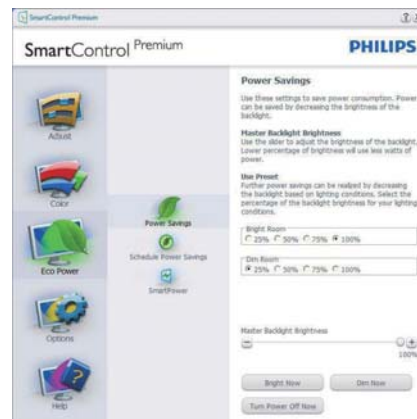 SmartControl Premium
SmartControl Premium
PHILIPS
Adjust
Color
Eco Power
Options
Help
Power Savings
Schedule Power Savings
SmartPower
Power Savings
Use these settings to save power consumption. Power
can be saved by decreasing the brightness of the
backlight.
Master Backlight Brightness
Use the slider to adjust the brightness of the backlight.
Lower percentage of brightness will use less watts of
power.
Use Preset
Further power savings can be realized by decreasing
the backlight based on lighting conditions. Select the
percentage of the backlight brightness for your lighting
conditions.
Bright Room
25% 50% 75% 100%
Dim Room
25% 50% 75% 100%
Master Backlight Brightness
100%
Bright Now Dim Now
Turn Power Off Now